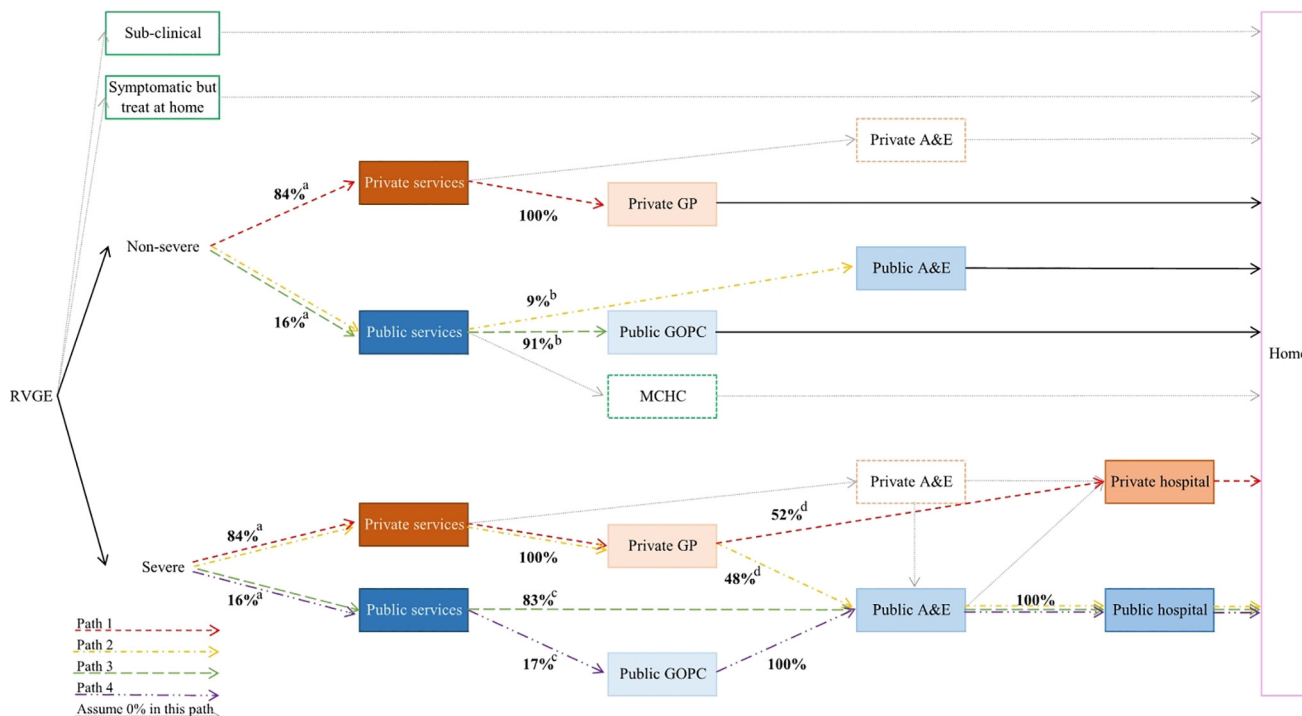 Sub-clinical
Symptomatic but
treat at home
Private A&E
Private services
84%a
100%
Private GP
Non-severe
Public A&E
9%b
16%a
Public services
Public GOPC
91%b
Home
RVGE
MCHC
Private A&E
Private hospital
52%d
Private services
84%a
100%
Private GP
Severe
48%d
16%a
Public services
83%c
Public A&E
100%
Public hospital
Path 1
Path 2
17%c
Public GOPC
100%
Path 3
Path 4
Assume 0% in this path